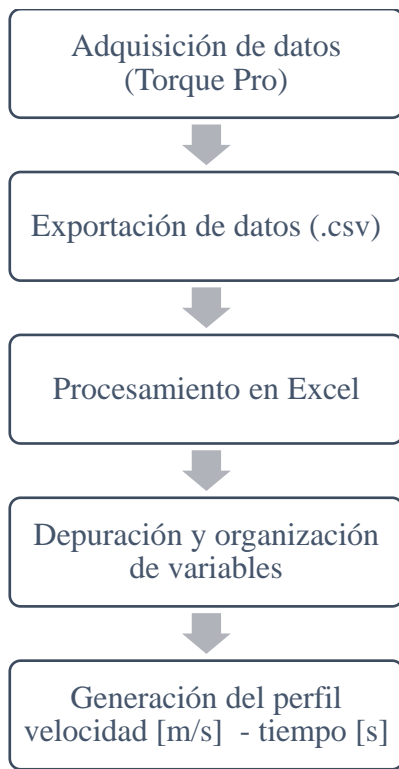 Adquisición de datos
(Torque Pro)
Exportación de datos (.csv)
Procesamiento en Excel
Depuración y organización
de variables
Generación del perfil
velocidad [m/s]  - tiempo [s]